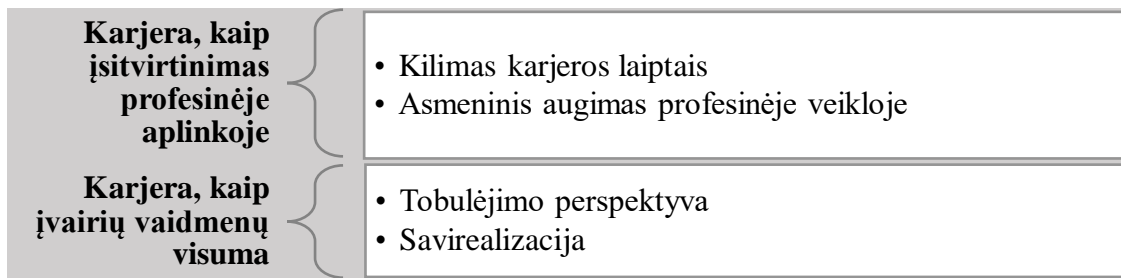 Karjera, kaip
įsitvirtinimas
profesinėje
aplinkoje
• Kilimas karjeros laiptais
• Asmeninis augimas profesinėje veikloje
Karjera, kaip
įvairių vaidmenų
visuma
• Tobulėjimo perspektyva
• Savirealizacija